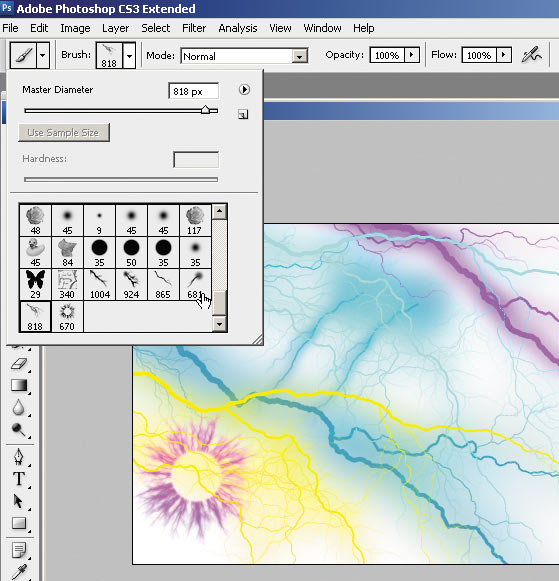 Ps Adobe Photoshop CS3 Extended
File Edit Image Layer Select Filter Analysis View Window Help
Brush: 818 Mode: Normal Opacity: 100% Flow: 100%
Master Diameter 818 px
Use Sample Size
Hardness:
48 45 9 45 45 117
45 84 35 50 35 35
29 340 1004 924 865 681
818 670
T